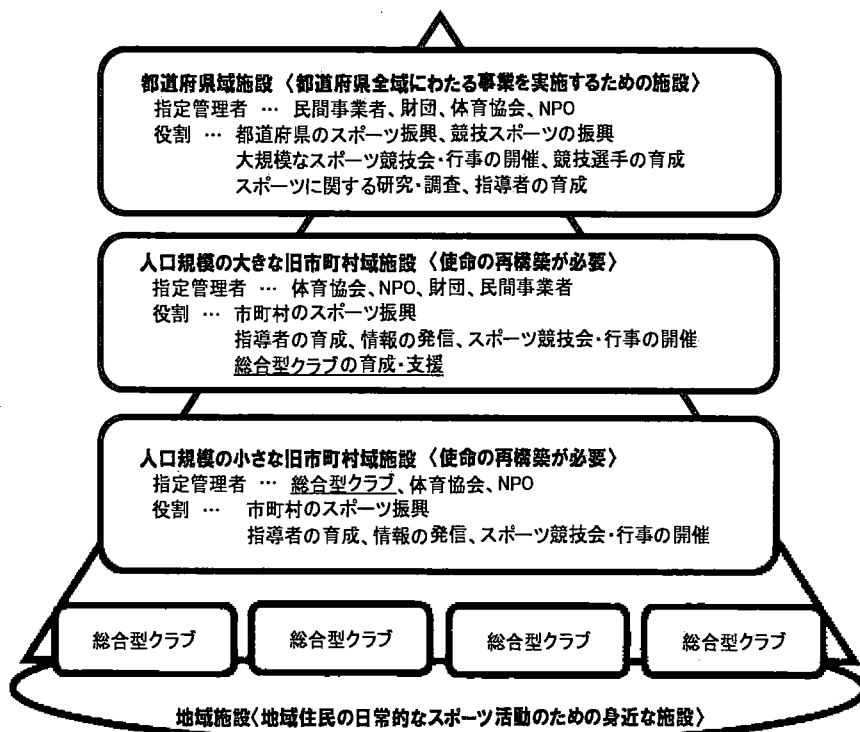 都道府県域施設〈都道府県全域にわたる事業を実施するための施設〉
指定管理者 … 民間事業者、財団、体育協会、NPO
役割 … 都道府県のスポーツ振興、競技スポーツの振興
大規模なスポーツ競技会・行事の開催、競技選手の育成
スポーツに関する研究・調査、指導者の育成
人口規模の大きな旧市町村域施設〈使命の再構築が必要〉
指定管理者 … 体育協会、NPO、財団、民間事業者
役割 … 市町村のスポーツ振興
指導者の育成、情報の発信、スポーツ競技会・行事の開催
総合型クラブの育成・支援
人口規模の小さな旧市町村域施設〈使命の再構築が必要〉
指定管理者 … 総合型クラブ、体育協会、NPO
役割 … 市町村のスポーツ振興
指導者の育成、情報の発信、スポーツ競技会・行事の開催
総合型クラブ
総合型クラブ
総合型クラブ
総合型クラブ
地域施設〈地域住民の日常的なスポーツ活動のための身近な施設〉